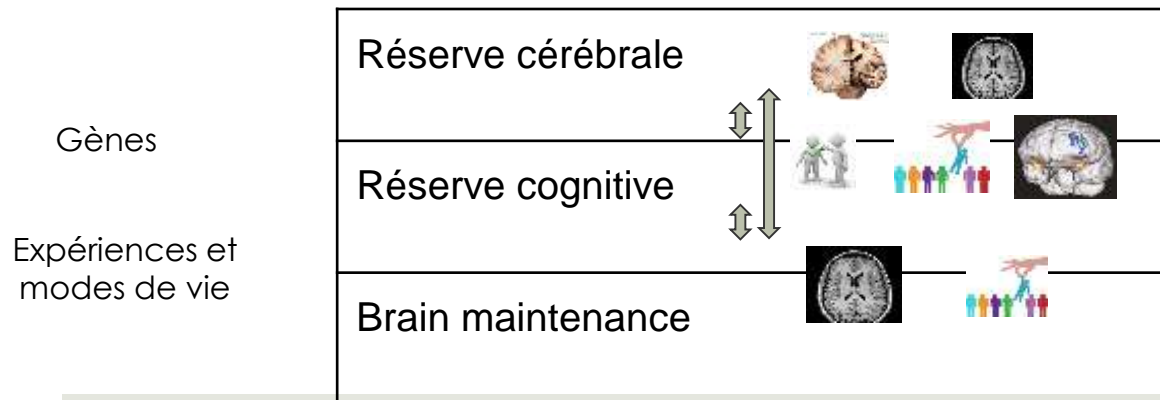 Réserve cérébrale
Gènes
Réserve cognitive
Expériences et
modes de vie
Brain maintenance